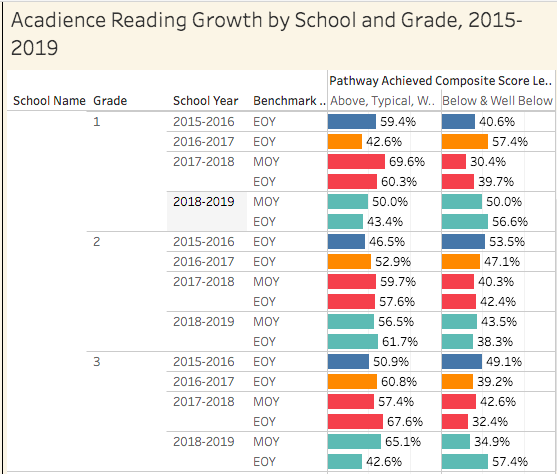 Acadience Reading Growth by School and Grade, 2015-
2019
Pathway Achieved Composite Score Le..
School Name Grade School Year Benchmark .. Above, Typical, W.. Below & Well Below
1 2015-2016 EOY 59.4% 40.6%
2016-2017 EOY 42.6% 57.4%
2017-2018 MOY 69.6% 30.4%
EOY 60.3% 39.7%
2018-2019 MOY 50.0% 50.0%
EOY 43.4% 56.6%
2 2015-2016 EOY 46.5% 53.5%
2016-2017 EOY 52.9% 47.1%
2017-2018 MOY 59.7% 40.3%
EOY 57.6% 42.4%
2018-2019 MOY 56.5% 43.5%
EOY 61.7% 38.3%
3 2015-2016 EOY 50.9% 49.1%
2016-2017 EOY 60.8% 39.2%
2017-2018 MOY 57.4% 42.6%
EOY 67.6% 32.4%
2018-2019 MOY 65.1% 34.9%
EOY 42.6% 57.4%